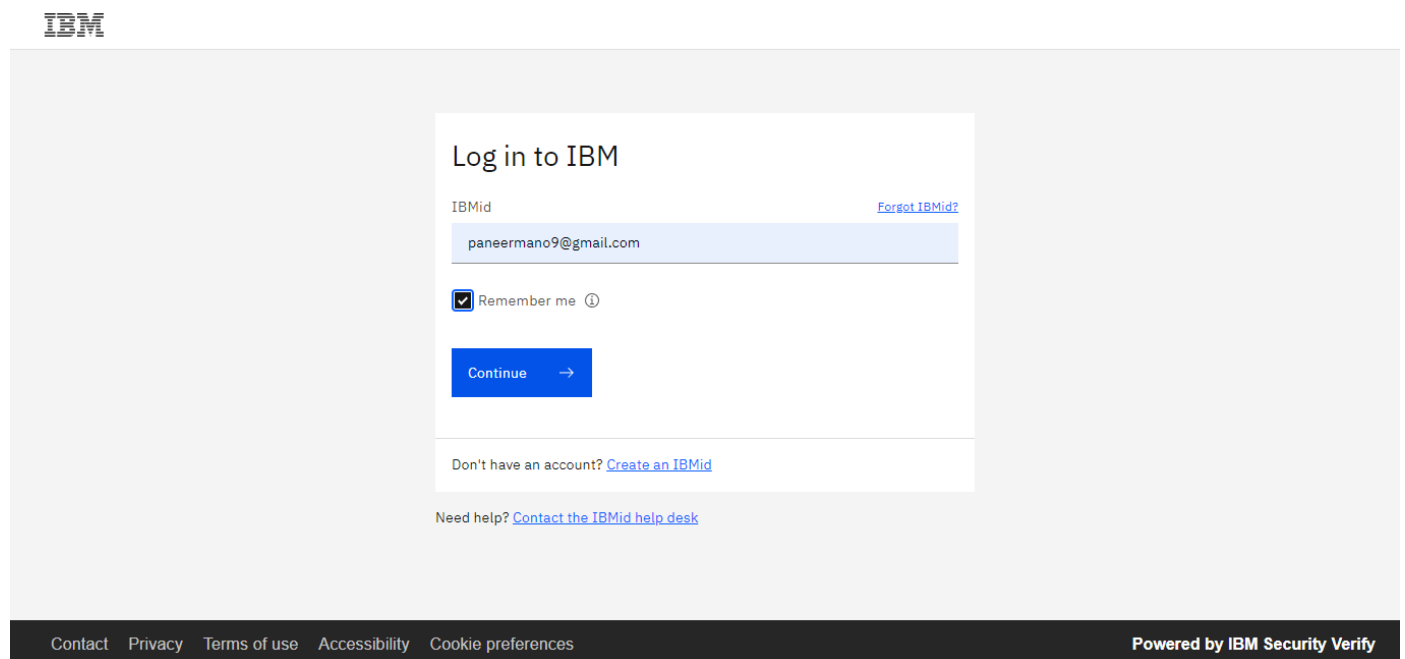 IBM
Log in to IBM
IBMid Forgot IBMid?
paneermano9@gmail.com
Remember me
Continue
Don't have an account? Create an IBMid
Need help? Contact the IBMid help desk
Contact Privacy Terms of use Accessibility Cookie preferences Powered by IBM Security Verify